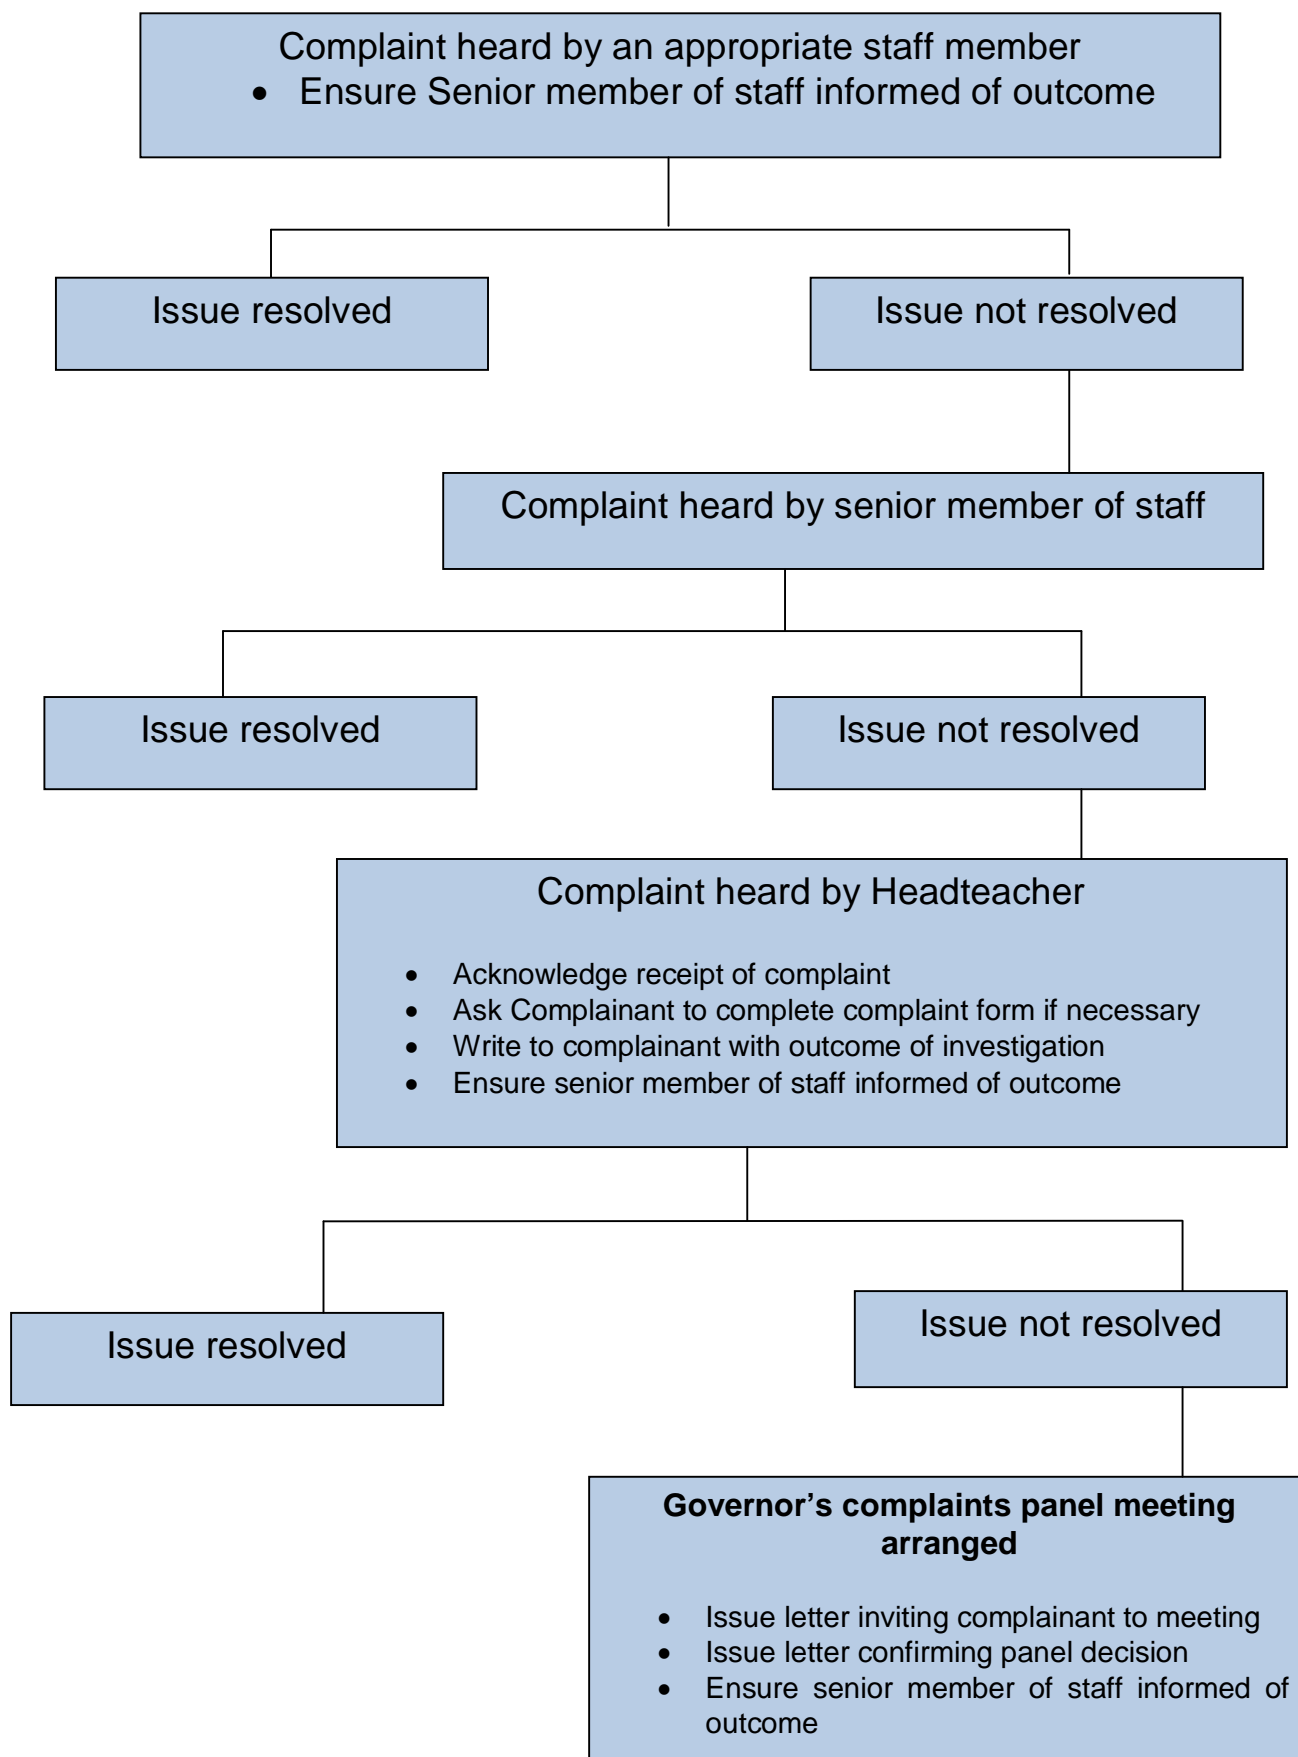 Complaint heard by an appropriate staff member
• Ensure Senior member of staff informed of outcome
Issue resolved
Issue not resolved
Complaint heard by senior member of staff
Issue resolved
Issue not resolved
Complaint heard by Headteacher
• Acknowledge receipt of complaint
• Ask Complainant to complete complaint form if necessary
• Write to complainant with outcome of investigation
• Ensure senior member of staff informed of outcome
Issue resolved
Issue not resolved
Governor’s complaints panel meeting
arranged
• Issue letter inviting complainant to meeting
• Issue letter confirming panel decision
• Ensure senior member of staff informed of
outcome